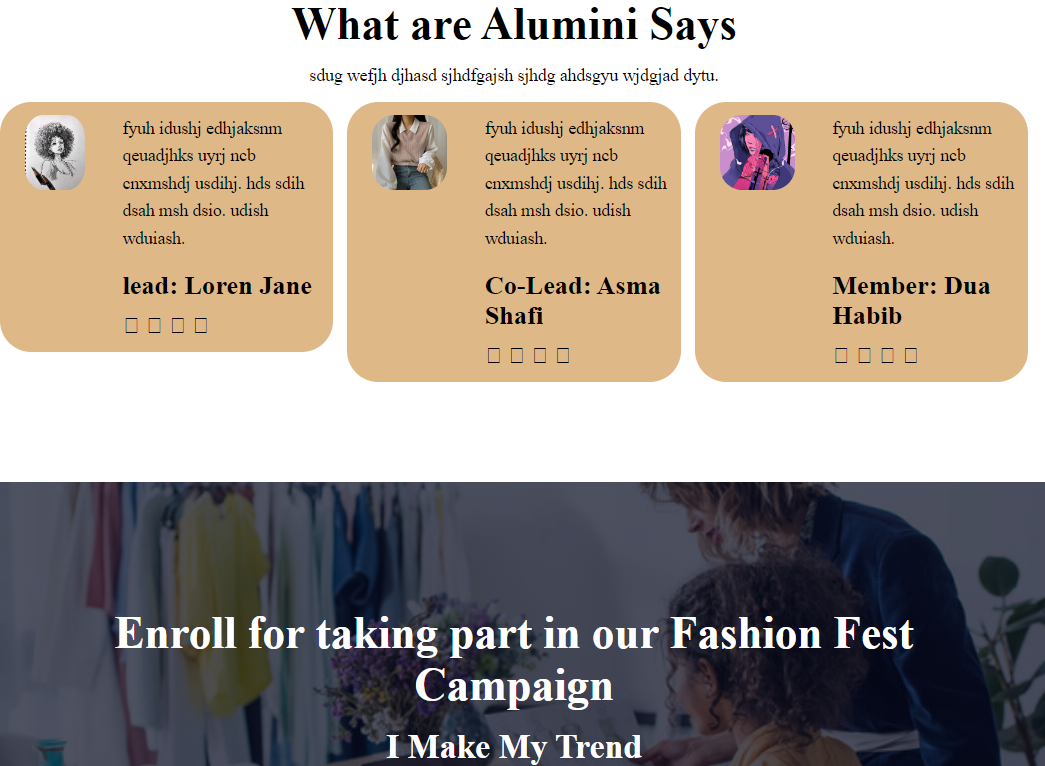 What are Alumini Says
sdug wefjh djhasd sjhdfgajsh sjhdg ahdsgyu wjdgjad dytu.
fyuh idushj edhjaksnm
qeuadjhks uyrj ncb
cnxmshdj usdihj. hds sdih
dsah msh dsio. udish
wduiash.
lead: Loren Jane
fyuh idushj edhjaksnm
qeuadjhks uyrj ncb
cnxmshdj usdihj. hds sdih
dsah msh dsio. udish
wduiash.
Co-Lead: Asma
Shafi
fyuh idushj edhjaksnm
qeuadjhks uyrj ncb
cnxmshdj usdihj. hds sdih
dsah msh dsio. udish
wduiash.
Member: Dua
Habib
Enroll for taking part in our Fashion Fest
Campaign
I Make My Trend